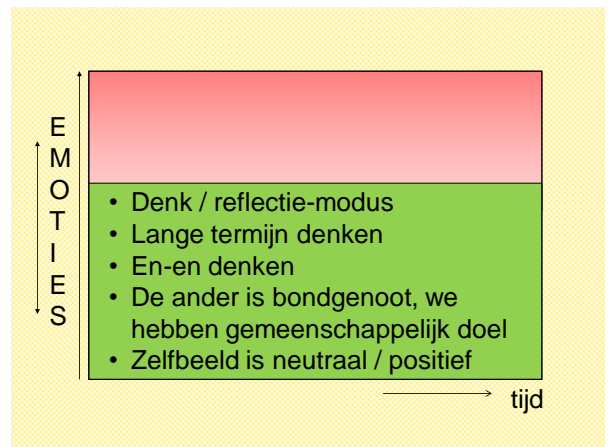 EMOTIES
• Denk / reflectie-modus
• Lange termijn denken
• En-en denken
• De ander is bondgenoot, we
hebben gemeenschappelijk doel
• Zelfbeeld is neutraal / positief
tijd